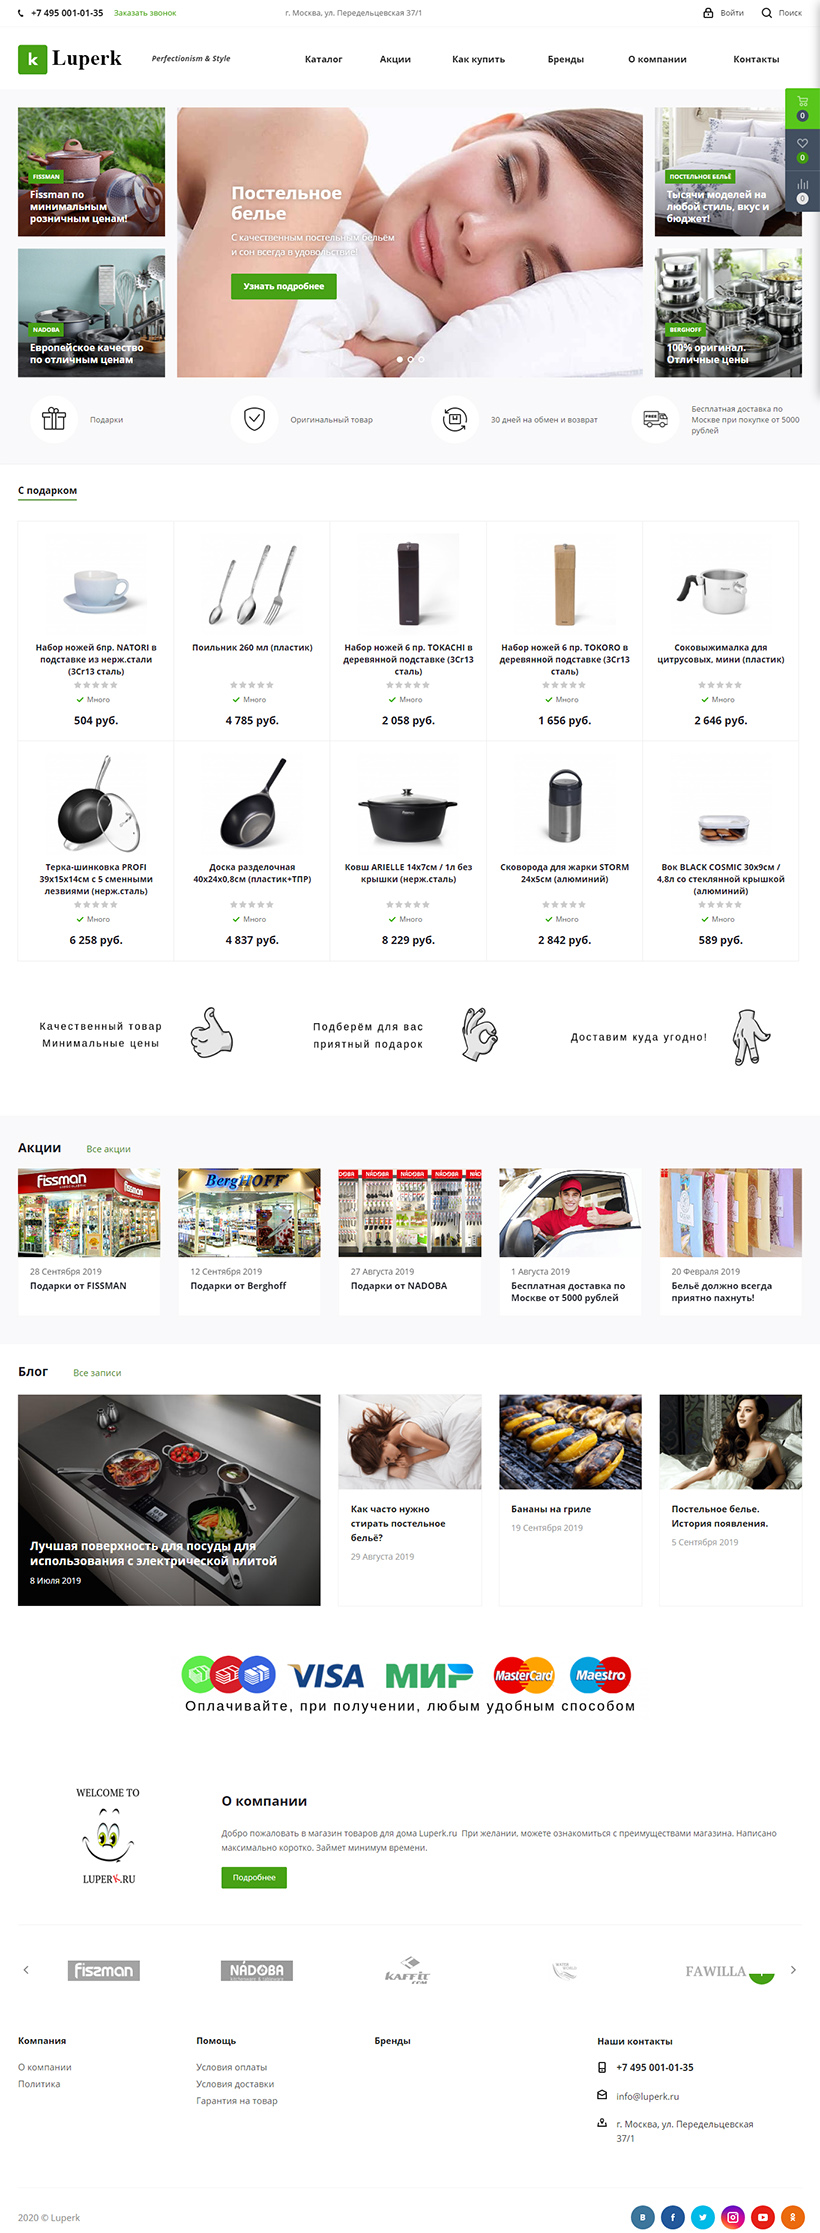 +7 495 001-01-35 Заказать звонок г. Москва, ул. Передельцевская 37/1 Войти Поиск
k Luperk Perfectionism & Style Каталог Акции Как купить Бренды О компании Контакты
0
0
0
FISSMAN
Fissman по
минимальным
розничным ценам!
NADOBA
Европейское качество
по отличным ценам
Постельное
белье
С качественным постельным бельём
и сон всегда в удовольствие!
Узнать подробнее
ПОСТЕЛЬНОЕ БЕЛЬЁ
Тысячи моделей на
любой стиль, вкус и
бюджет!
BERGHOFF
100% оригинал.
Отличные цены
Подарки
Оригинальный товар
30 дней на обмен и возврат
FREE
Бесплатная доставка по
Москве при покупке от 5000
рублей
С подарком
Набор ножей 6пр. NATORI в
подставке из нерж.стали
(3Cr13 сталь)
Много
504 руб.
Поильник 260 мл (пластик)
Много
4 785 руб.
Набор ножей 6 пр. TOKACHI в
деревянной подставке (3Cr13
сталь)
Много
2 058 руб.
Набор ножей 6 пр. TOKORO в
деревянной подставке (3Cr13
сталь)
Много
1 656 руб.
Соковыжималка для
цитрусовых, мини (пластик)
Много
2 646 руб.
Терка-шинковка PROFI
39x15x14см с 5 сменными
лезвиями (нерж.сталь)
Много
6 258 руб.
Доска разделочная
40x24x0,8см (пластик+ТПР)
Много
4 837 руб.
Ковш ARIELLE 14x7см / 1л без
крышки (нерж.сталь)
Много
8 229 руб.
Сковорода для жарки STORM
24x5см (алюминий)
Много
2 842 руб.
Вок BLACK COSMIC 30x9см /
4,8л со стеклянной крышкой
(алюминий)
Много
589 руб.
Качественный товар
Минимальные цены
Подберём для вас
приятный подарок
Доставим куда угодно!
Акции Все акции
fissman
fissman
28 Сентября 2019
Подарки от FISSMAN
BergHOFF
12 Сентября 2019
Подарки от Berghoff
NADOBA NADOBA NADOBA NADOBA
27 Августа 2019
Подарки от NADOBA
1 Августа 2019
Бесплатная доставка по
Москве от 5000 рублей
20 Февраля 2019
Бельё должно всегда
приятно пахнуть!
Блог Все записи
Лучшая поверхность для посуды для
использования с электрической плитой
8 Июля 2019
Как часто нужно
стирать постельное
бельё?
29 Августа 2019
Бананы на гриле
19 Сентября 2019
Постельное белье.
История появления.
5 Сентября 2019
VISA МИР MasterCard Maestro
Оплачивайте, при получении, любым удобным способом
WELCOME TO
LUPERK.RU
О компании
Добро пожаловать в магазин товаров для дома Luperk.ru При желании, можете ознакомиться с преимуществами магазина. Написано
максимально коротко. Займет минимум времени.
Подробнее
fissman NÁDOBA KAFFIT.COM FAWILLA
Компания
О компании
Политика
Помощь
Условия оплаты
Условия доставки
Гарантия на товар
Бренды
Наши контакты
+7 495 001-01-35
info@luperk.ru
г. Москва, ул. Передельцевская
37/1
2020 © Luperk